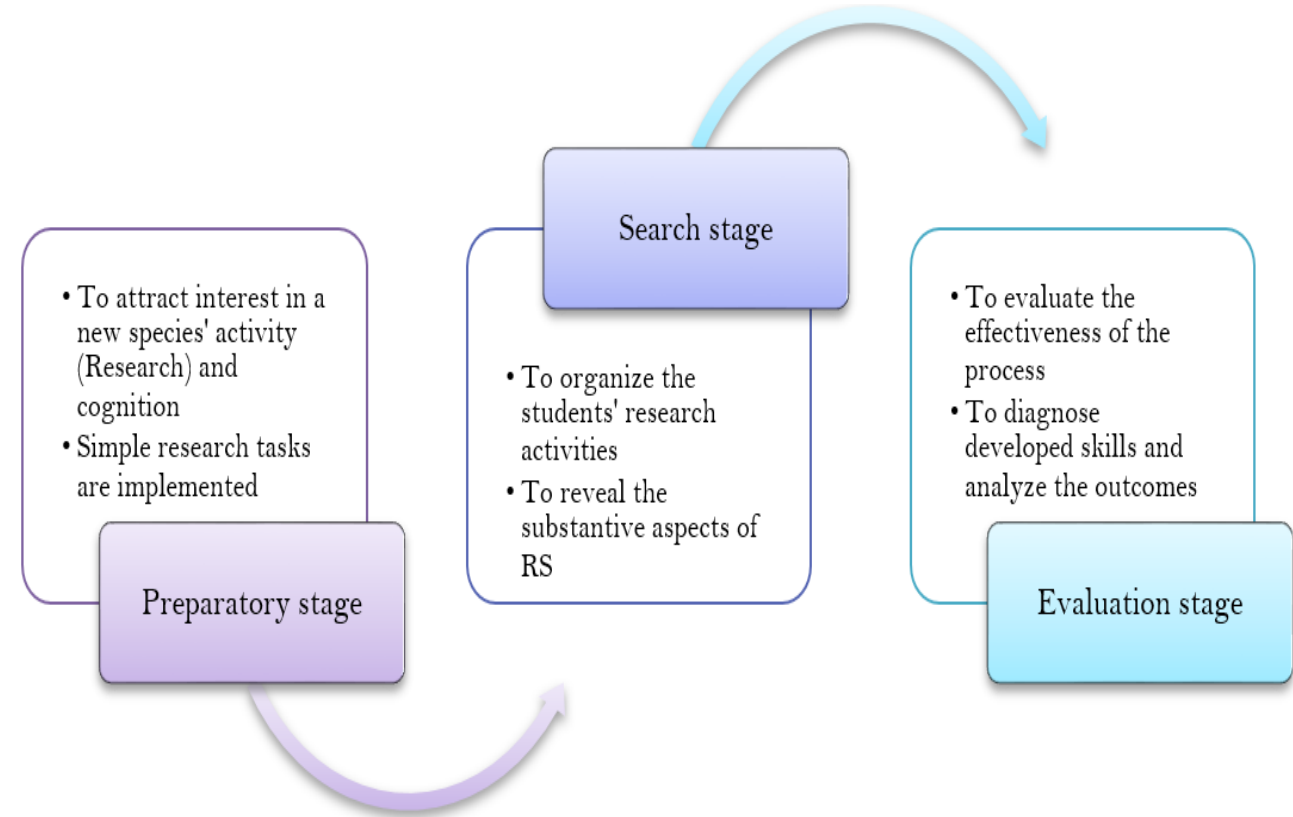 • To attract interest in a
new species' activity
(Research) and
cognition
• Simple research tasks
are implemented
Preparatory stage
Search stage
• To organize the
students' research
activities
• To reveal the
substantive aspects of
RS
• To evaluate the
effectiveness of the
process
• To diagnose
developed skills and
analyze the outcomes
Evaluation stage